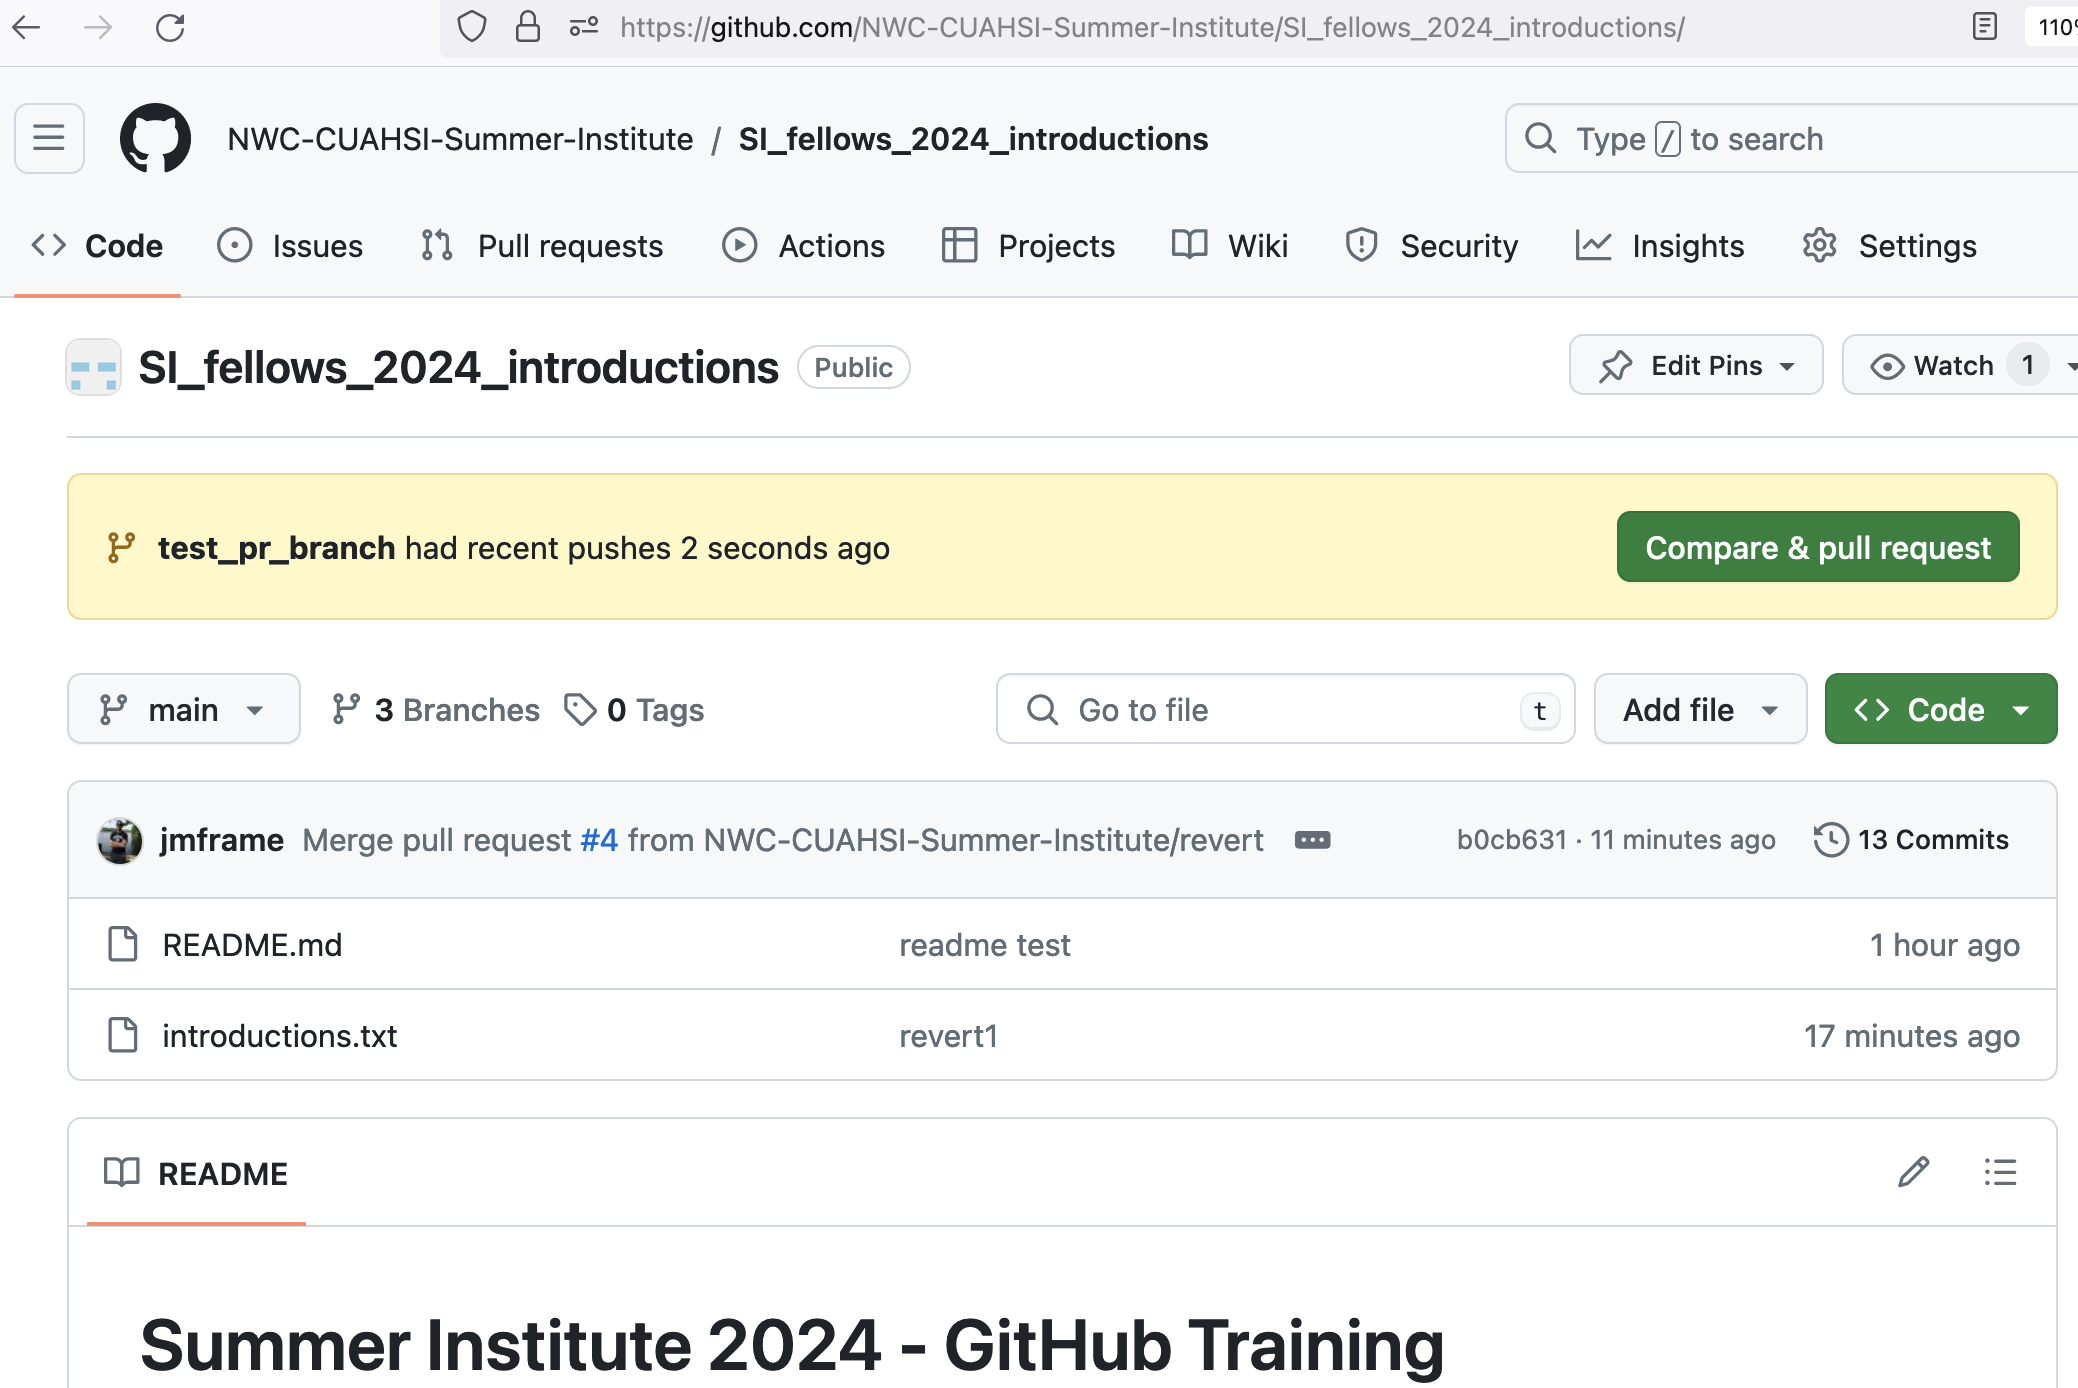 https://github.com/NWC-CUAHSI-Summer-Institute/SI_fellows_2024_introductions/ 110%
NWC-CUAHSI-Summer-Institute / SI_fellows_2024_introductions Type / to search
Code Issues Pull requests Actions Projects Wiki Security Insights Settings
SI_fellows_2024_introductions Public Edit Pins Watch 1
test_pr_branch had recent pushes 2 seconds ago Compare & pull request
main 3 Branches 0 Tags Go to file t Add file Code
jmframe Merge pull request #4 from NWC-CUAHSI-Summer-Institute/revert ... b0cb631 · 11 minutes ago 13 Commits
README.md readme test 1 hour ago
introductions.txt revert1 17 minutes ago
README
Summer Institute 2024 - GitHub Training